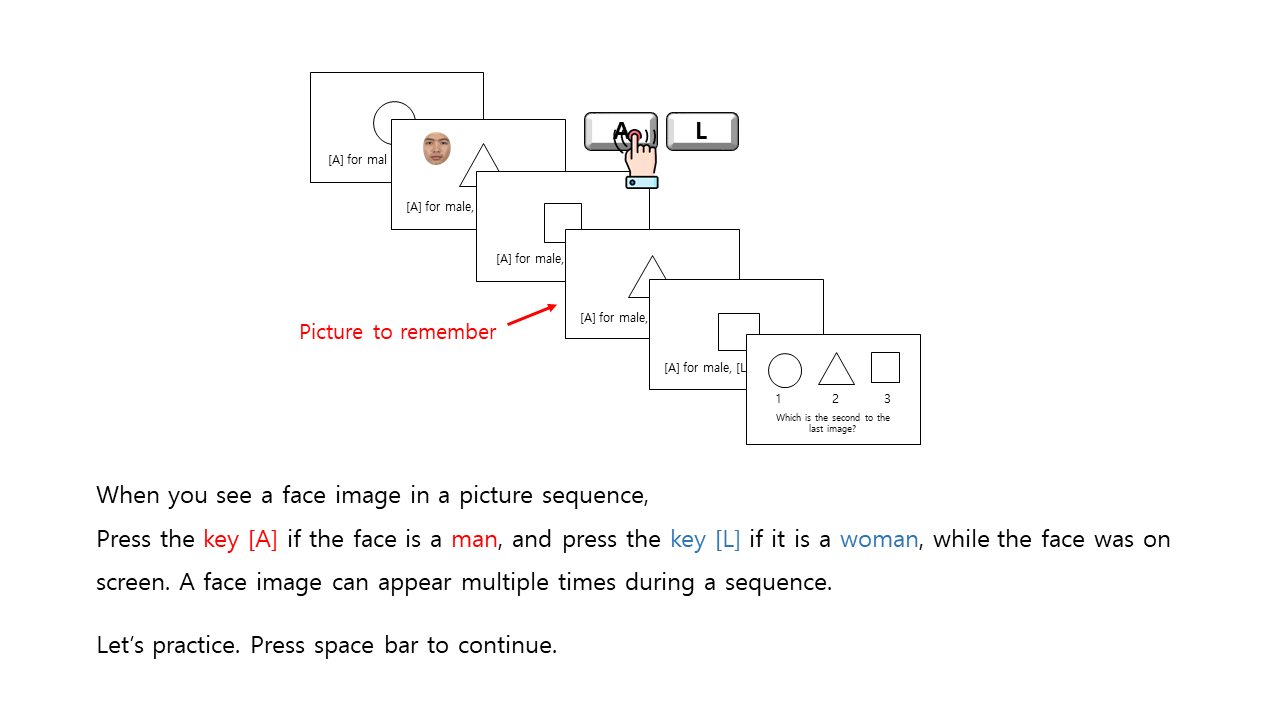 [A] for mal
A L
[A] for male,
[A] for male,
[A] for male,
Picture to remember
[A] for male, [L
1 2 3
Which is the second to the
last image?
When you see a face image in a picture sequence,
Press the key [A] if the face is a man, and press the key [L] if it is a woman, while the face was on
screen. A face image can appear multiple times during a sequence.
Let’s practice. Press space bar to continue.